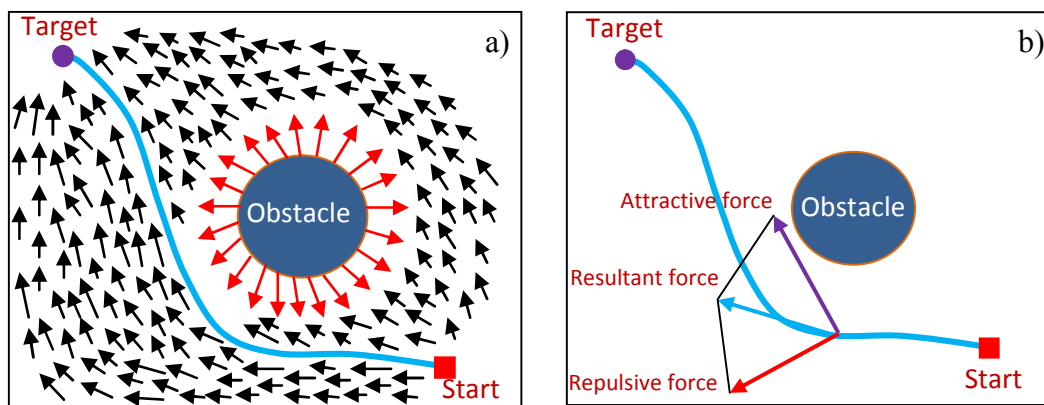 Target
a)
Obstacle
Start
Target
b)
Attractive force
Obstacle
Resultant force
Repulsive force
Start